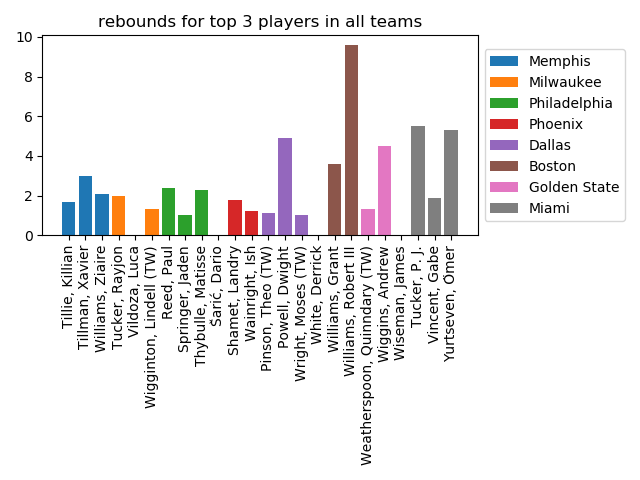 rebounds for top 3 players in all teams
10
8
6
4
2
0
Memphis
Milwaukee
Philadelphia
Phoenix
Dallas
Boston
Golden State
Miami
Tillie, Killian
Tillman, Xavier
Williams, Ziaire
Tucker, Rayjon
Vildoza, Luca
Wigginton, Lindell (TW)
Reed, Paul
Springer, Jaden
Thybulle, Matisse
Šarić, Dario
Shamet, Landry
Wainright, Ish
Pinson, Theo (TW)
Powell, Dwight
Wright, Moses (TW)
White, Derrick
Williams, Grant
Williams, Robert III
Weatherspoon, Quinndary (TW)
Wiggins, Andrew
Wiseman, James
Tucker, P. J.
Vincent, Gabe
Yurtseven, Ömer